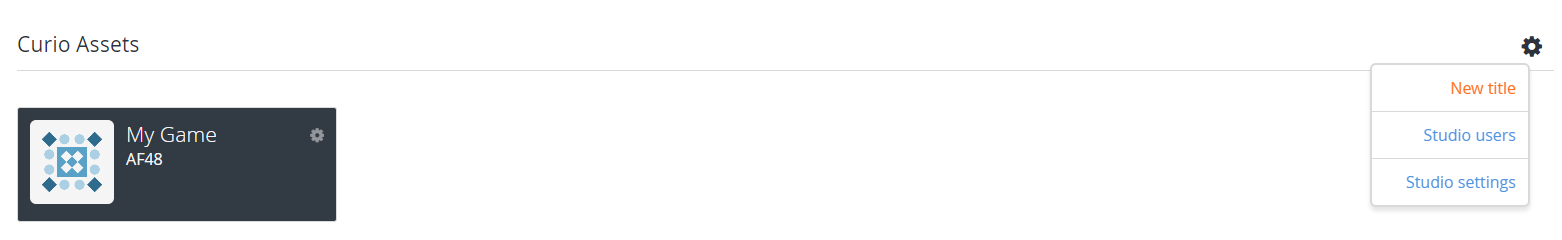 Curio Assets
New title
My Game
Studio users
AF48
Studio settings